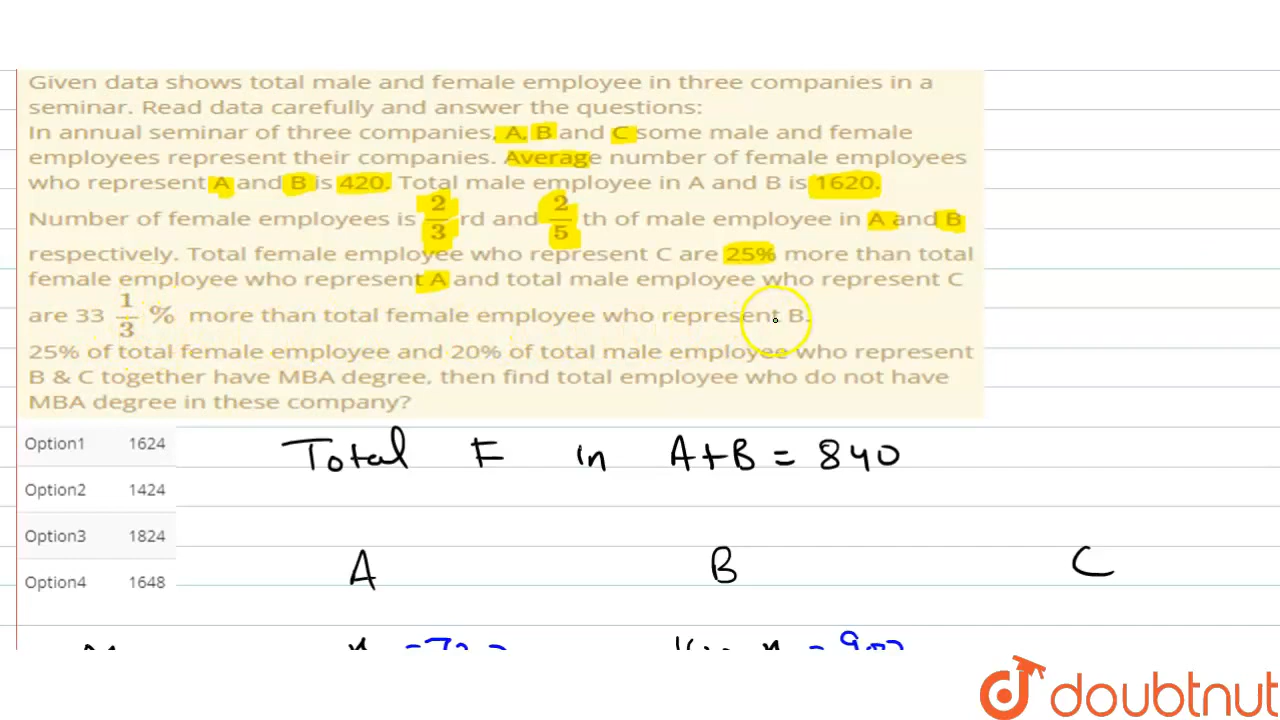 Given data shows total male and female employee in three companies in a
seminar. Read data carefully and answer the questions:
In annual seminar of three companies, A, B and C some male and female
employees represent their companies. Average number of female employees
who represent A and B is 420. Total male employee in A and B is 1620.
Number of female employees is 2/3 rd and 2/5 th of male employee in A and B
respectively. Total female employee who represent C are 25% more than total
female employee who represent A and total male employee who represent C
are 33 1/3 % more than total female employee who represent B.
25% of total female employee and 20% of total male employee who represent
B & C together have MBA degree, then find total employee who do not have
MBA degree in these company?
Option1 1624
Option2 1424
Option3 1824
Option4 1648
Total F in A+B = 840
A B C
doubtnut